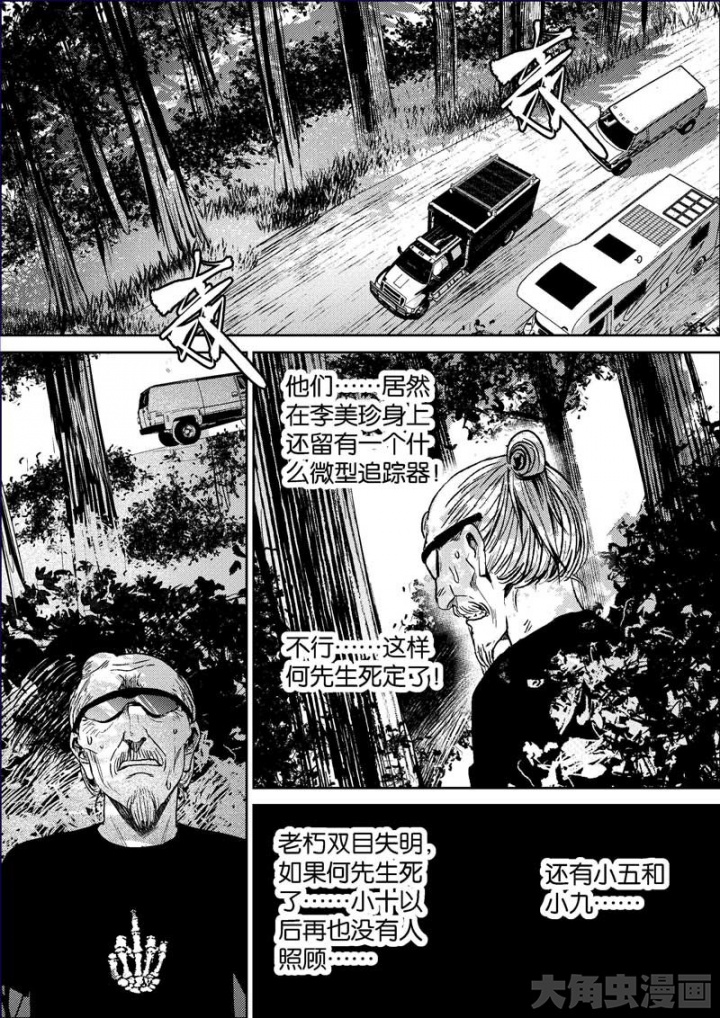 他们……居然
在李美珍身上
还留有一个什
么微型追踪器！
不行……这样
何先生死定了！
老朽双目失明，
如果何先生死
了……小十以
后再也没有人
照顾……
还有小五和
小九……
大角虫漫画